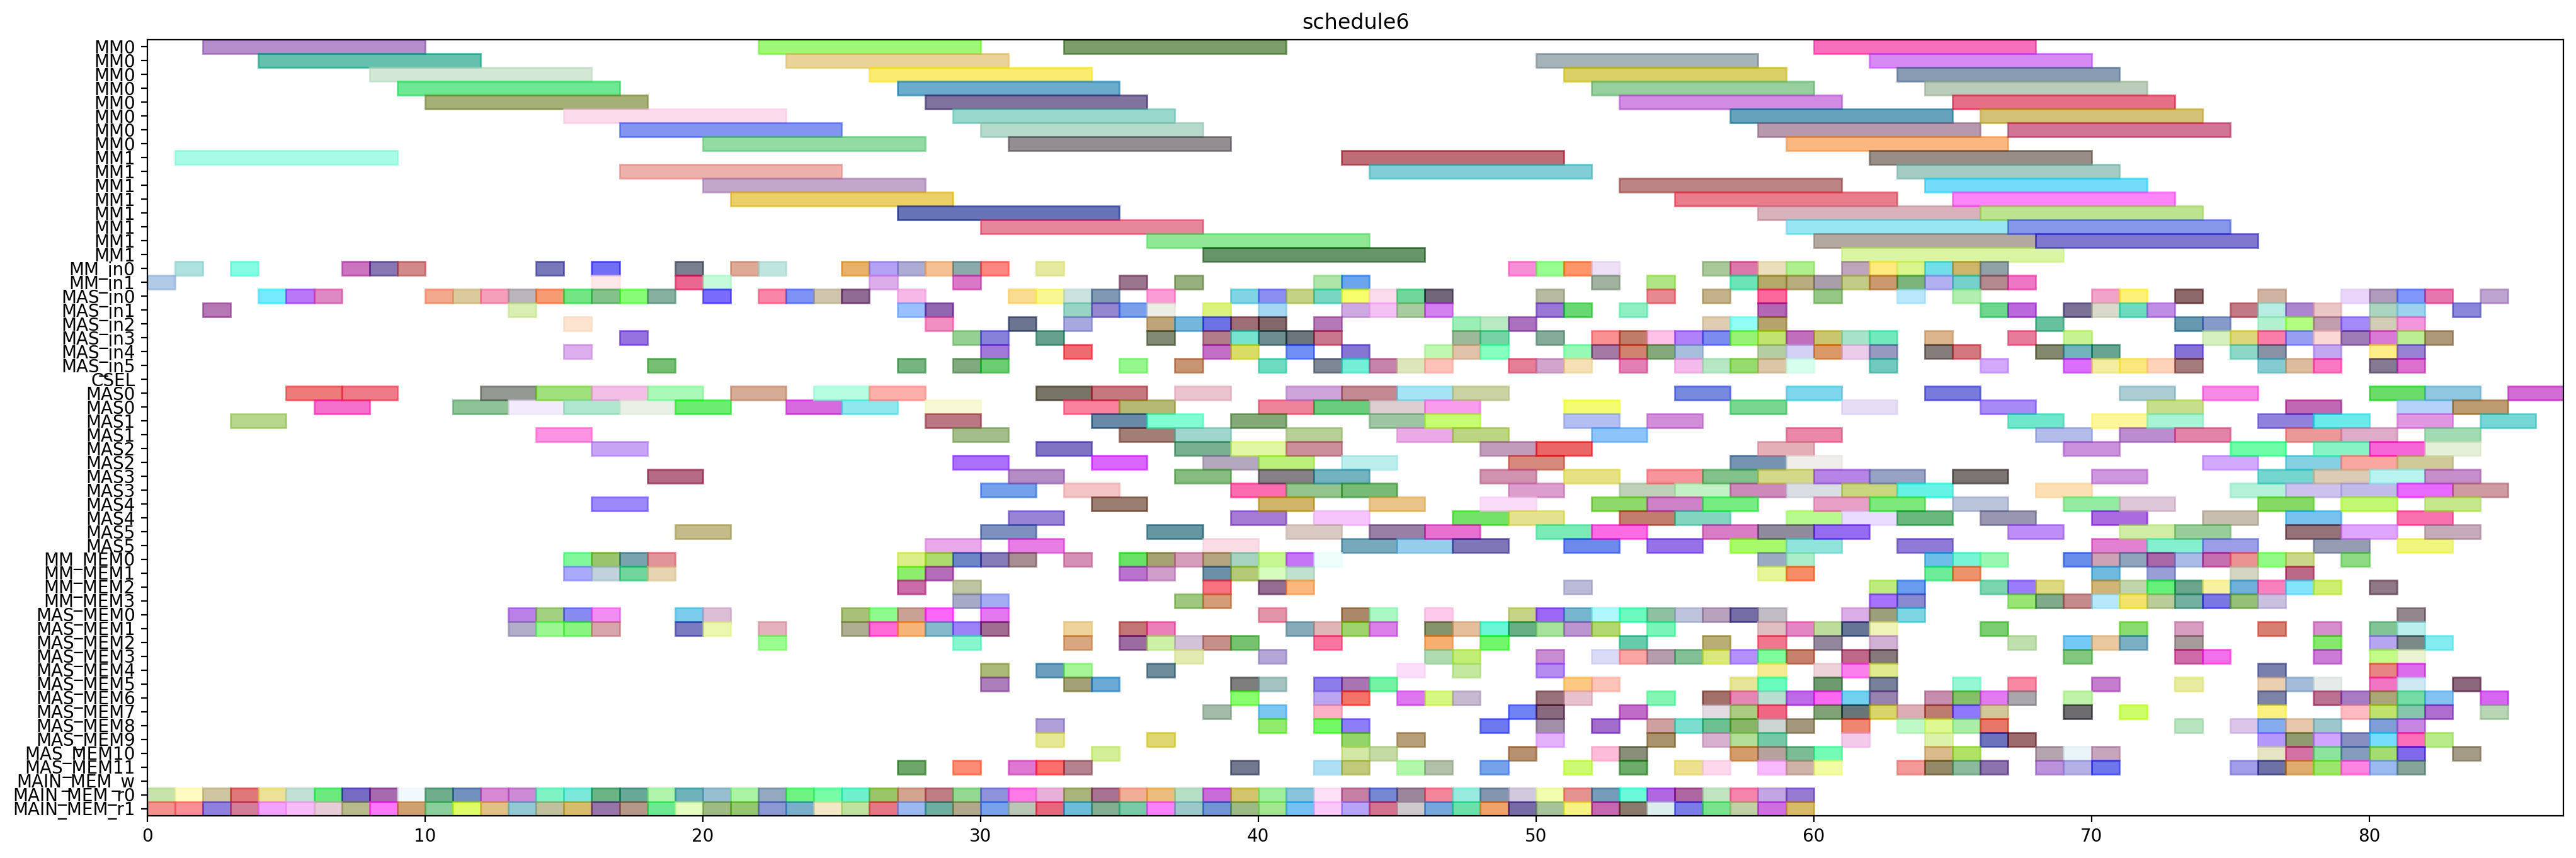 schedule6
MM0
MM0
MM0
MM0
MM0
MM0
MM0
MM0
MM1
MM1
MM1
MM1
MM1
MM1
MM1
MM1
MM_in0
MM_in1
MAS_in0
MAS_in1
MAS_in2
MAS_in3
MAS_in4
MAS_in5
CSEL
MAS0
MAS0
MAS1
MAS1
MAS2
MAS2
MAS3
MAS3
MAS4
MAS4
MAS5
MAS5
MM_MEM0
MM_MEM1
MM_MEM2
MM_MEM3
MAS_MEM0
MAS_MEM1
MAS_MEM2
MAS_MEM3
MAS_MEM4
MAS_MEM5
MAS_MEM6
MAS_MEM7
MAS_MEM8
MAS_MEM9
MAS_MEM10
MAS_MEM11
MAIN_MEM_w
MAIN_MEM_r0
MAIN_MEM_r1
0 10 20 30 40 50 60 70 80